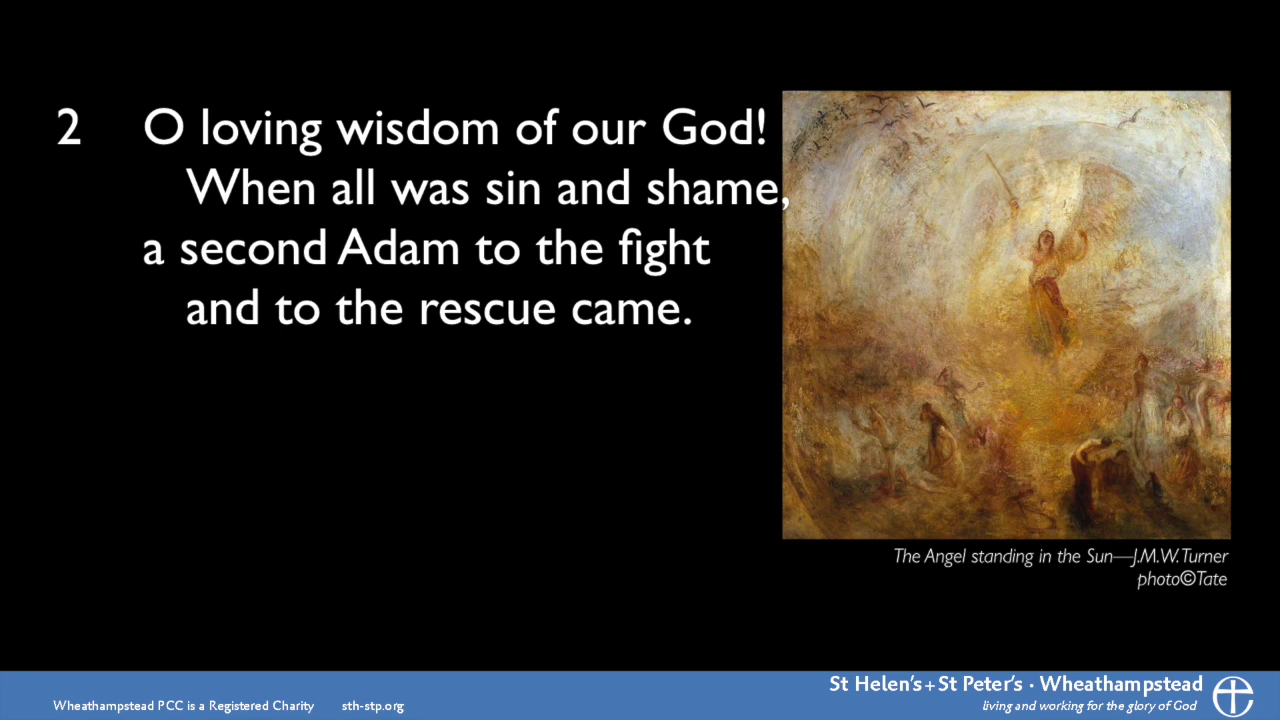 2 O loving wisdom of our God!
When all was sin and shame,
a second Adam to the fight
and to the rescue came.
The Angel standing in the Sun—J.M.W. Turner
photo©Tate
St Helen's+St Peter's · Wheathampstead
living and working for the glory of God
Wheathampstead PCC is a Registered Charity sth-stp.org